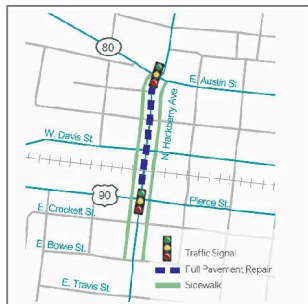 80
E. Austin St.
N. Hackberry Ave.
W. Davis St.
90
Pierce St.
E. Crockett St.
E. Bowie St.
E. Travis St.
Traffic Signal
Full Pavement Repair
Sidewalk